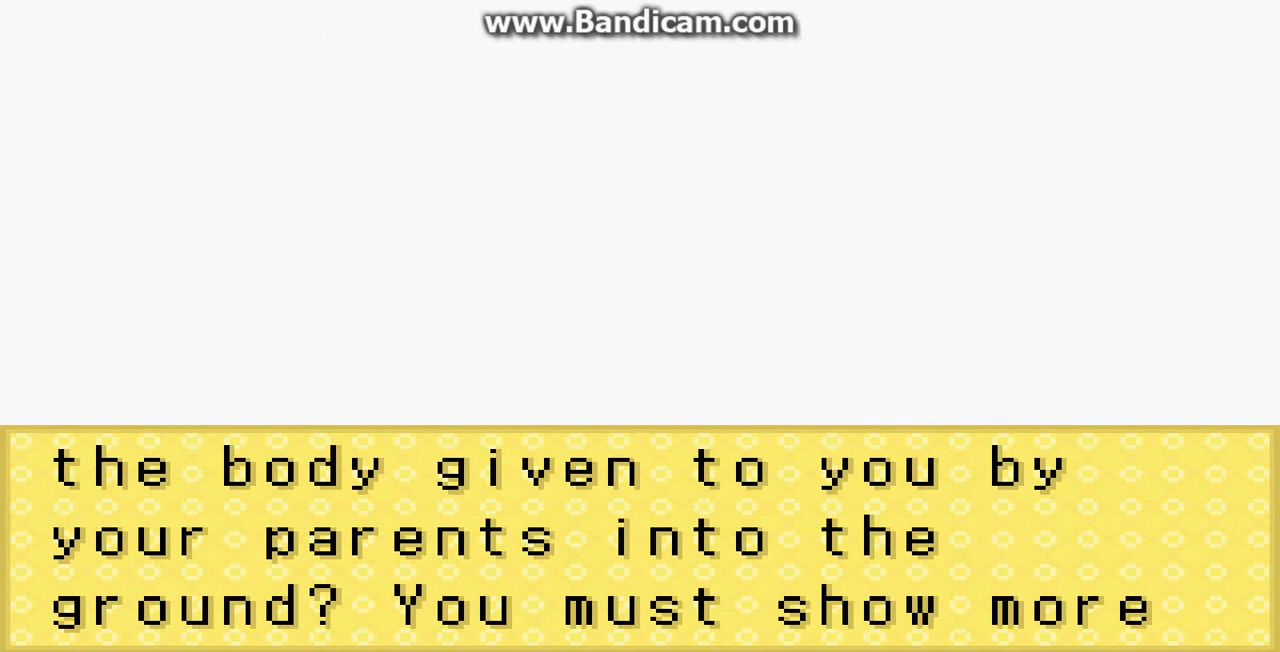 www.Bandicam.com
the body given to you by
your parents into the
ground? You must show more